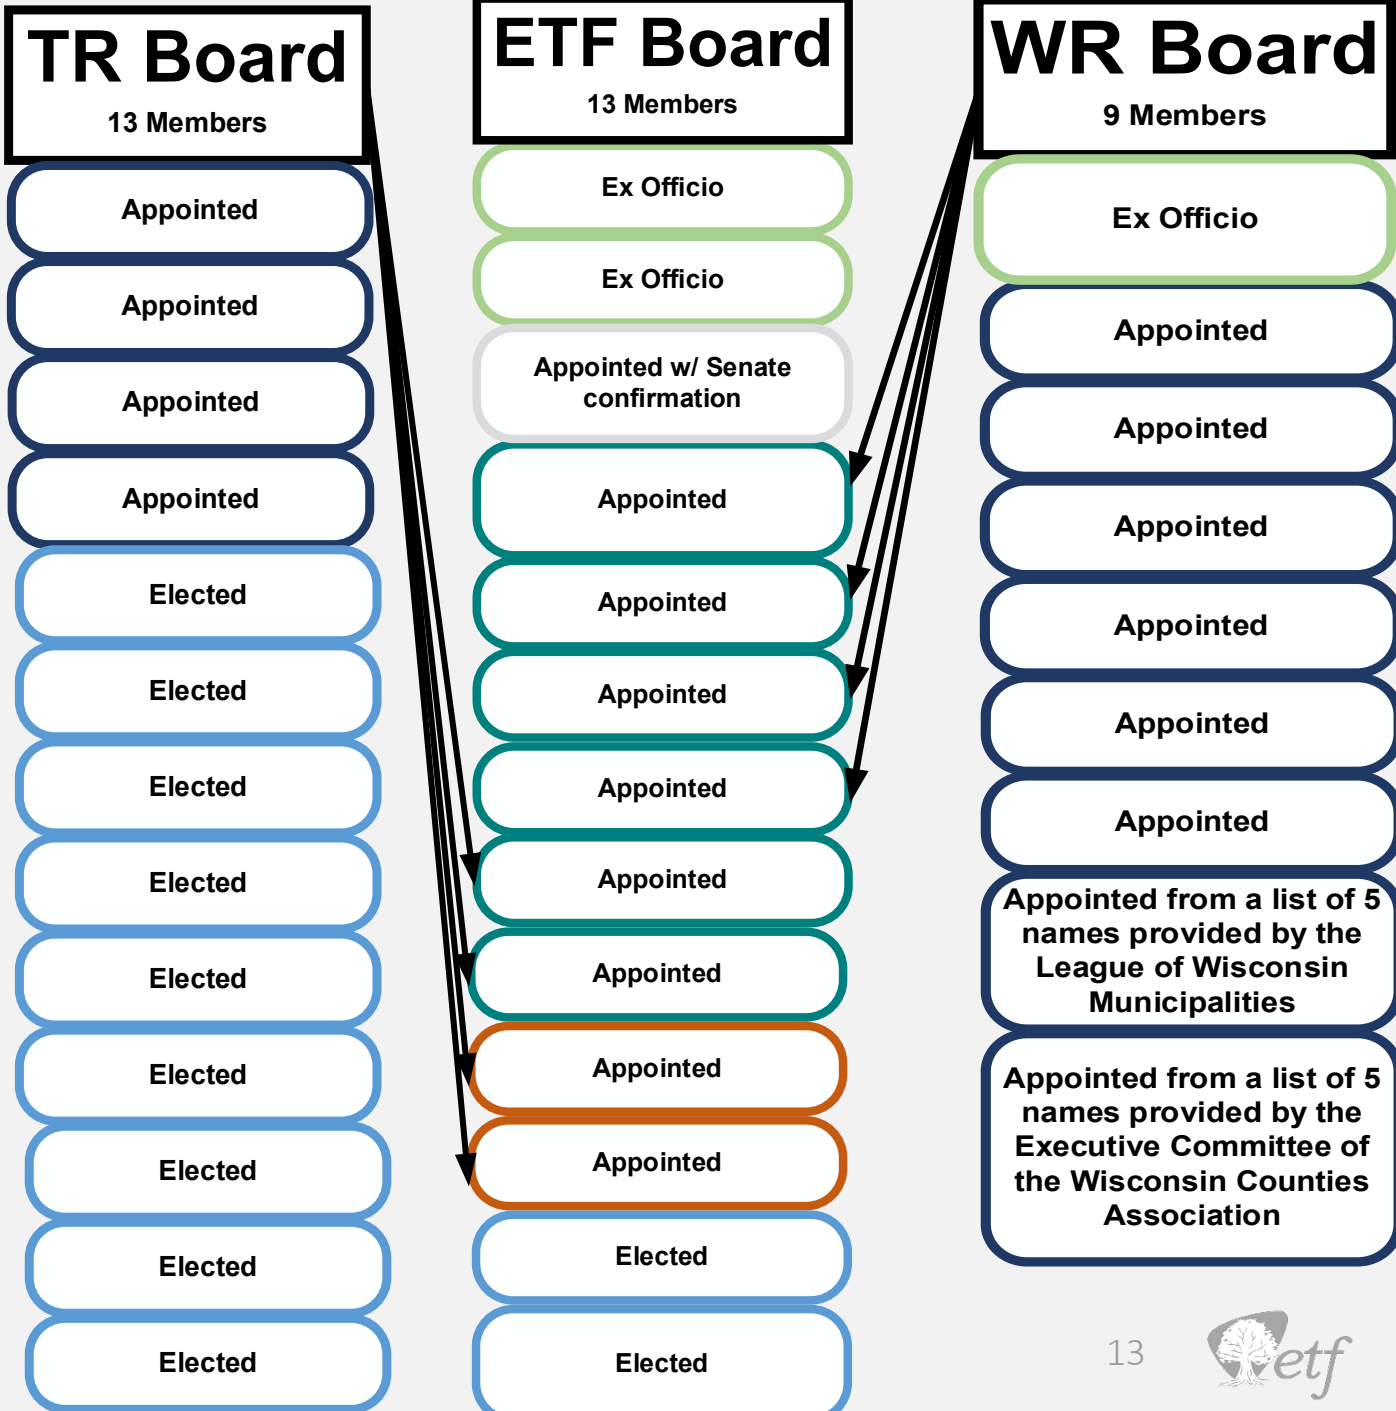 TR Board
13 Members
Appointed
Appointed
Appointed
Appointed
Elected
Elected
Elected
Elected
Elected
Elected
Elected
Elected
Elected
ETF Board
13 Members
Ex Officio
Ex Officio
Appointed w/ Senate
confirmation
Appointed
Appointed
Appointed
Appointed
Appointed
Appointed
Appointed
Appointed
Elected
Elected
WR Board
9 Members
Ex Officio
Appointed
Appointed
Appointed
Appointed
Appointed
Appointed
Appointed from a list of 5
names provided by the
League of Wisconsin
Municipalities
Appointed from a list of 5
names provided by the
Executive Committee of
the Wisconsin Counties
Association
13
etf